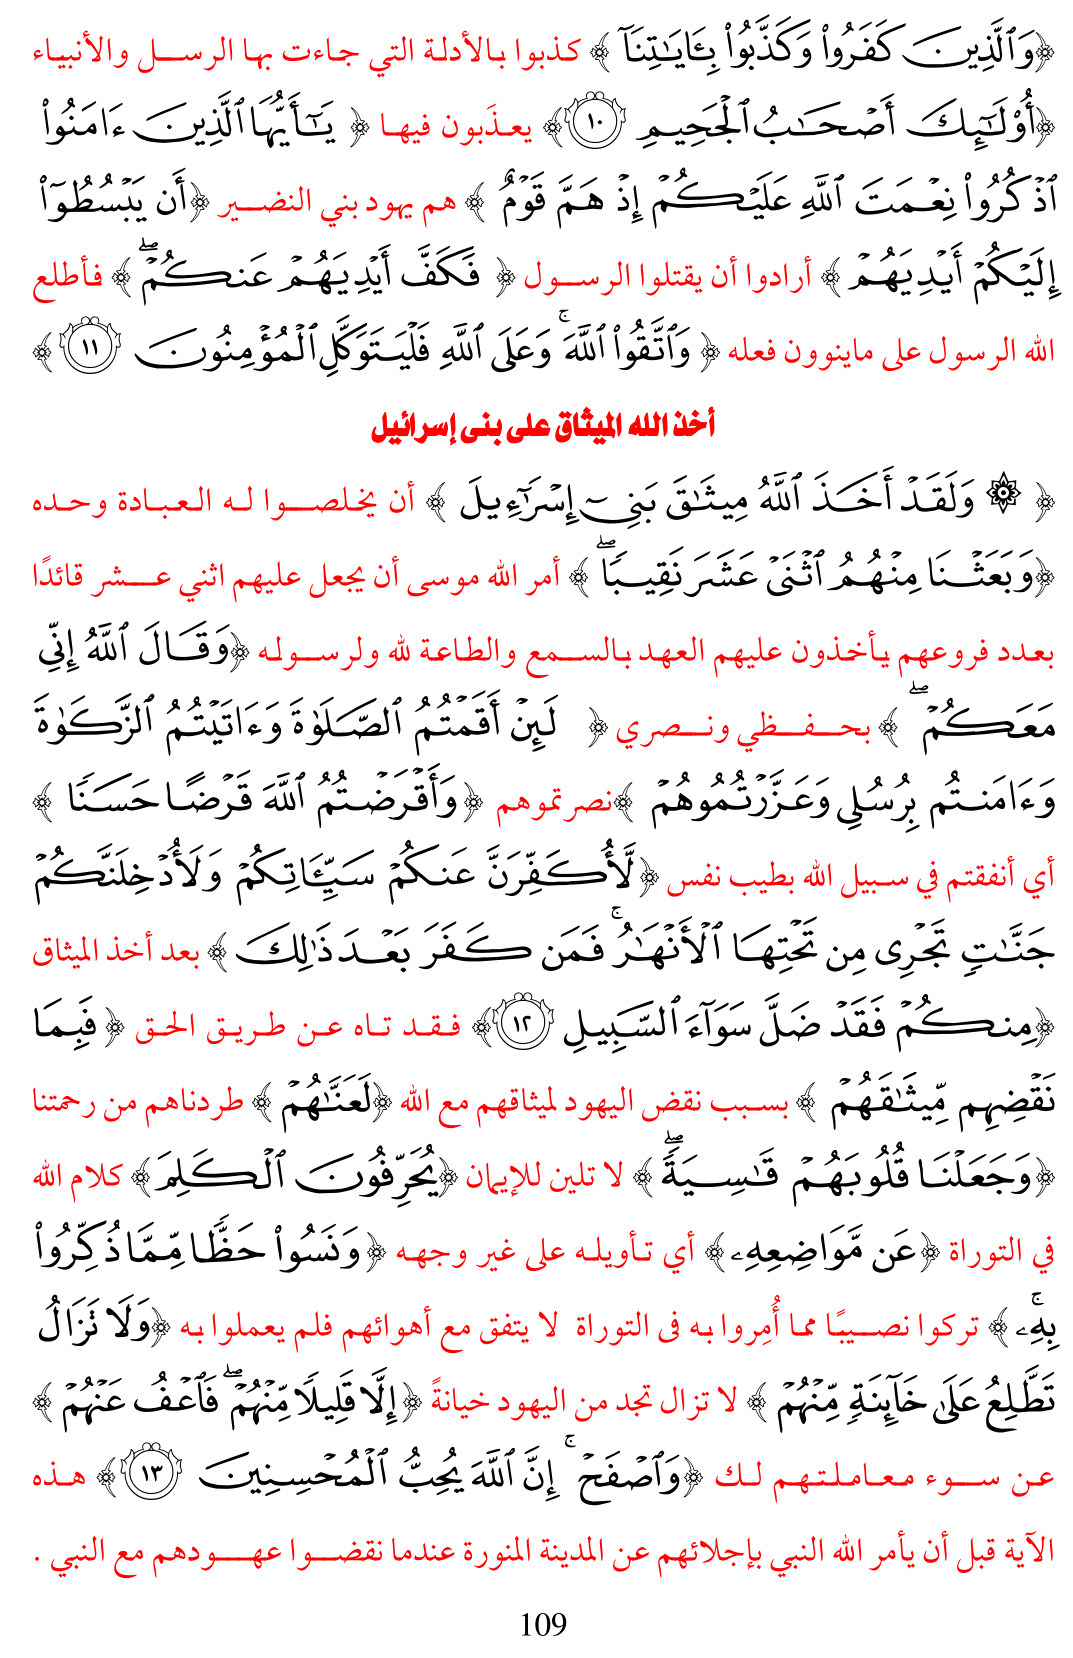 ﴿وَٱلَّذِينَ كَفَرُوا۟ وَكَذَّبُوا۟ بِـَٔايَـٰتِنَآ ﴾ كذبوا بالأدلة التي جاءت بها الرسل والأنبياء
﴿أُو۟لَـٰٓئِكَ أَصْحَـٰبُ ٱلْجَحِيمِ ١٠﴾ يعذَبون فيها ﴿ يَـٰٓأَيُّهَا ٱلَّذِينَ ءَامَنُوا۟
ٱذْكُرُوا۟ نِعْمَتَ ٱللَّهِ عَلَيْكُمْ إِذْ هَمَّ قَوْمٌ ﴾ هم يهود بني النضير ﴿أَن يَبْسُطُوٓا۟
إِلَيْكُمْ أَيْدِيَهُمْ ﴾ أرادوا أن يقتلوا الرسول ﴿ فَكَفَّ أَيْدِيَهُمْ عَنكُمْ ۖ ﴾ فأطلع
الله الرسول على ماينوون فعله ﴿ وَٱتَّقُوا۟ ٱللَّهَ ۚ وَعَلَى ٱللَّهِ فَلْيَتَوَكَّلِ ٱلْمُؤْمِنُونَ ١١ ﴾
أخذ الله الميثاق على بنى إسرائيل
﴿ ۞ وَلَقَدْ أَخَذَ ٱللَّهُ مِيثَـٰقَ بَنِىٓ إِسْرَٰٓءِيلَ ﴾ أن يخلصوا له العبادة وحده
﴿وَبَعَثْنَا مِنْهُمُ ٱثْنَىْ عَشَرَ نَقِيبًا ۖ ﴾ أمر الله موسى أن يجعل عليهم اثني عشر قائدًا
بعدد فروعهم يأخذون عليهم العهد بالسمع والطاعة لله ولرسوله ﴿وَقَالَ ٱللَّهُ إِنِّى
مَعَكُمْ ۖ ﴾ بحفظي ونصري ﴿ لَئِنْ أَقَمْتُمُ ٱلصَّلَوٰةَ وَءَاتَيْتُمُ ٱلزَّكَوٰةَ
وَءَامَنتُم بِرُسُلِى وَعَزَّرْتُمُوهُمْ ﴾نصرتموهم ﴿ وَأَقْرَضْتُمُ ٱللَّهَ قَرْضًا حَسَنًا ﴾
أي أنفقتم في سبيل الله بطيب نفس ﴿لَّأُكَفِّرَنَّ عَنكُمْ سَيِّـَٔاتِكُمْ وَلَأُدْخِلَنَّكُمْ
جَنَّـٰتٍ تَجْرِى مِن تَحْتِهَا ٱلْأَنْهَـٰرُ ۚ فَمَن كَفَرَ بَعْدَ ذَٰلِكَ ﴾ بعد أخذ الميثاق
﴿مِنكُمْ فَقَدْ ضَلَّ سَوَآءَ ٱلسَّبِيلِ ١٢﴾ فقد تاه عن طريق الحق ﴿ فَبِمَا
نَقْضِهِم مِّيثَـٰقَهُمْ ﴾ بسبب نقض اليهود لميثاقهم مع الله ﴿لَعَنَّـٰهُمْ ﴾ طردناهم من رحمتنا
﴿وَجَعَلْنَا قُلُوبَهُمْ قَـٰسِيَةً ۖ ﴾ لا تلين للإيمان ﴿يُحَرِّفُونَ ٱلْكَلِمَ﴾ كلام الله
في التوراة ﴿عَن مَّوَاضِعِهِۦ﴾ أي تأويله على غير وجهه ﴿وَنَسُوا۟ حَظًّا مِّمَّا ذُكِّرُوا۟
بِهِۦ ۚ ﴾ تركوا نصيبًا مما أُمِروا به فى التوراة لا يتفق مع أهوائهم فلم يعملوا به ﴿وَلَا تَزَالُ
تَطَّلِعُ عَلَىٰ خَآئِنَةٍ مِّنْهُمْ ﴾ لا تزال تجد من اليهود خيانةً ﴿إِلَّا قَلِيلًا مِّنْهُمْ ۖ فَٱعْفُ عَنْهُمْ ﴾
عن سوء معاملتهم لك ﴿وَٱصْفَحْ ۚ إِنَّ ٱللَّهَ يُحِبُّ ٱلْمُحْسِنِينَ ١٣﴾ هذه
الآية قبل أن يأمر الله النبي بإجلائهم عن المدينة المنورة عندما نقضوا عهودهم مع النبي .
109